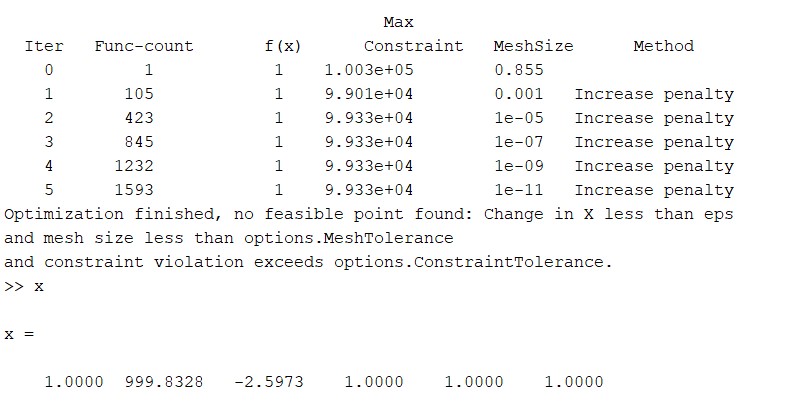 Max
Iter Func-count f(x) Constraint MeshSize Method
0 1 1 1.003e+05 0.855
1 105 1 9.901e+04 0.001 Increase penalty
2 423 1 9.933e+04 1e-05 Increase penalty
3 845 1 9.933e+04 1e-07 Increase penalty
4 1232 1 9.933e+04 1e-09 Increase penalty
5 1593 1 9.933e+04 1e-11 Increase penalty
Optimization finished, no feasible point found: Change in X less than eps
and mesh size less than options.MeshTolerance
and constraint violation exceeds options.ConstraintTolerance.
>> x
x =
1.0000 999.8328 -2.5973 1.0000 1.0000 1.0000